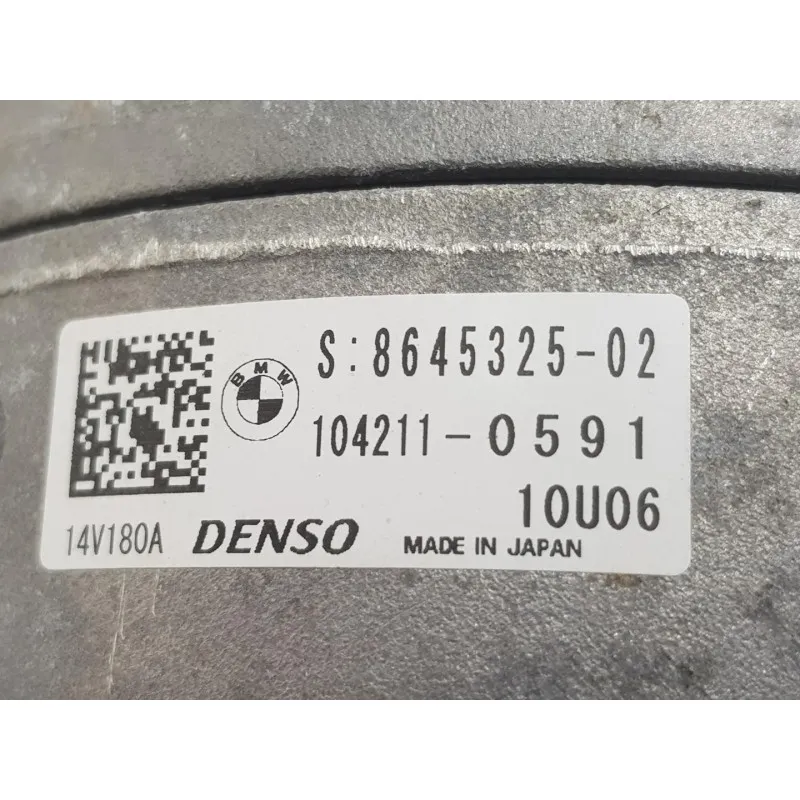 BMW
S:8645325-02
104211-0591
10U06
14V180A DENSO MADE IN JAPAN